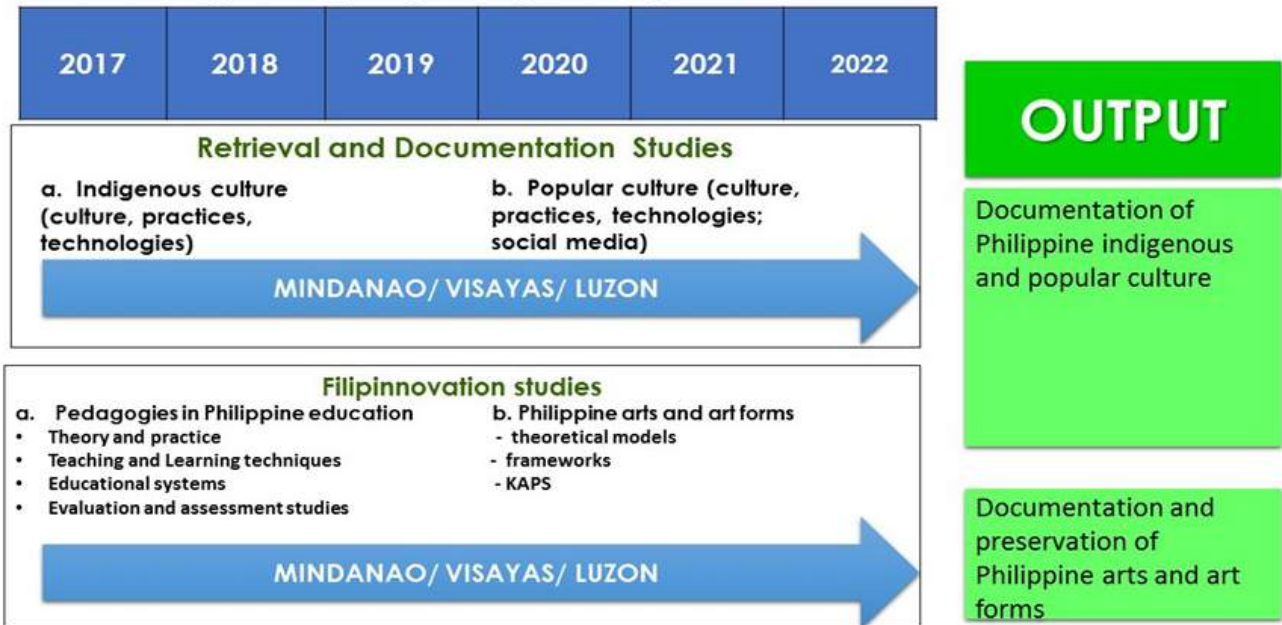 2017 2018 2019 2020 2021 2022
OUTPUT
Retrieval and Documentation Studies
a. Indigenous culture
(culture, practices,
technologies)
b. Popular culture (culture,
practices, technologies;
social media)
MINDANAO/ VISAYAS/ LUZON
Documentation of
Philippine indigenous
and popular culture
Filipinnovation studies
a. Pedagogies in Philippine education
• Theory and practice
• Teaching and Learning techniques
• Educational systems
• Evaluation and assessment studies
b. Philippine arts and art forms
- theoretical models
- frameworks
- KAPS
MINDANAO/ VISAYAS/ LUZON
Documentation and
preservation of
Philippine arts and art
forms